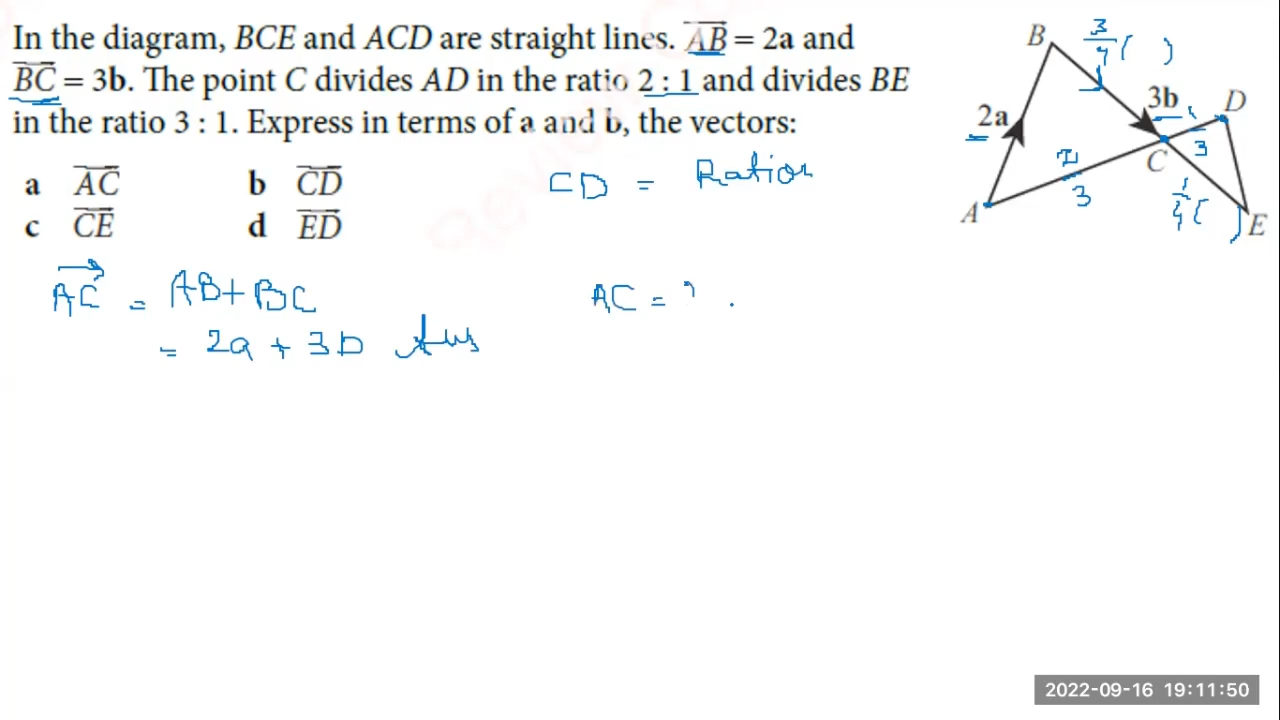 In the diagram, BCE and ACD are straight lines. AB = 2a and
BC = 3b. The point C divides AD in the ratio 2 : 1 and divides BE
in the ratio 3 : 1. Express in terms of a and b, the vectors:
a AC b CD
c CE d ED
CD = Ratios
AC = AB + BC
= 2a + 3b Ans
AC = ?
B
3/4 ( )
3b
D
2a
1/3
2/3
C
A
1/4 ( )
E
2022-09-16 19:11:50